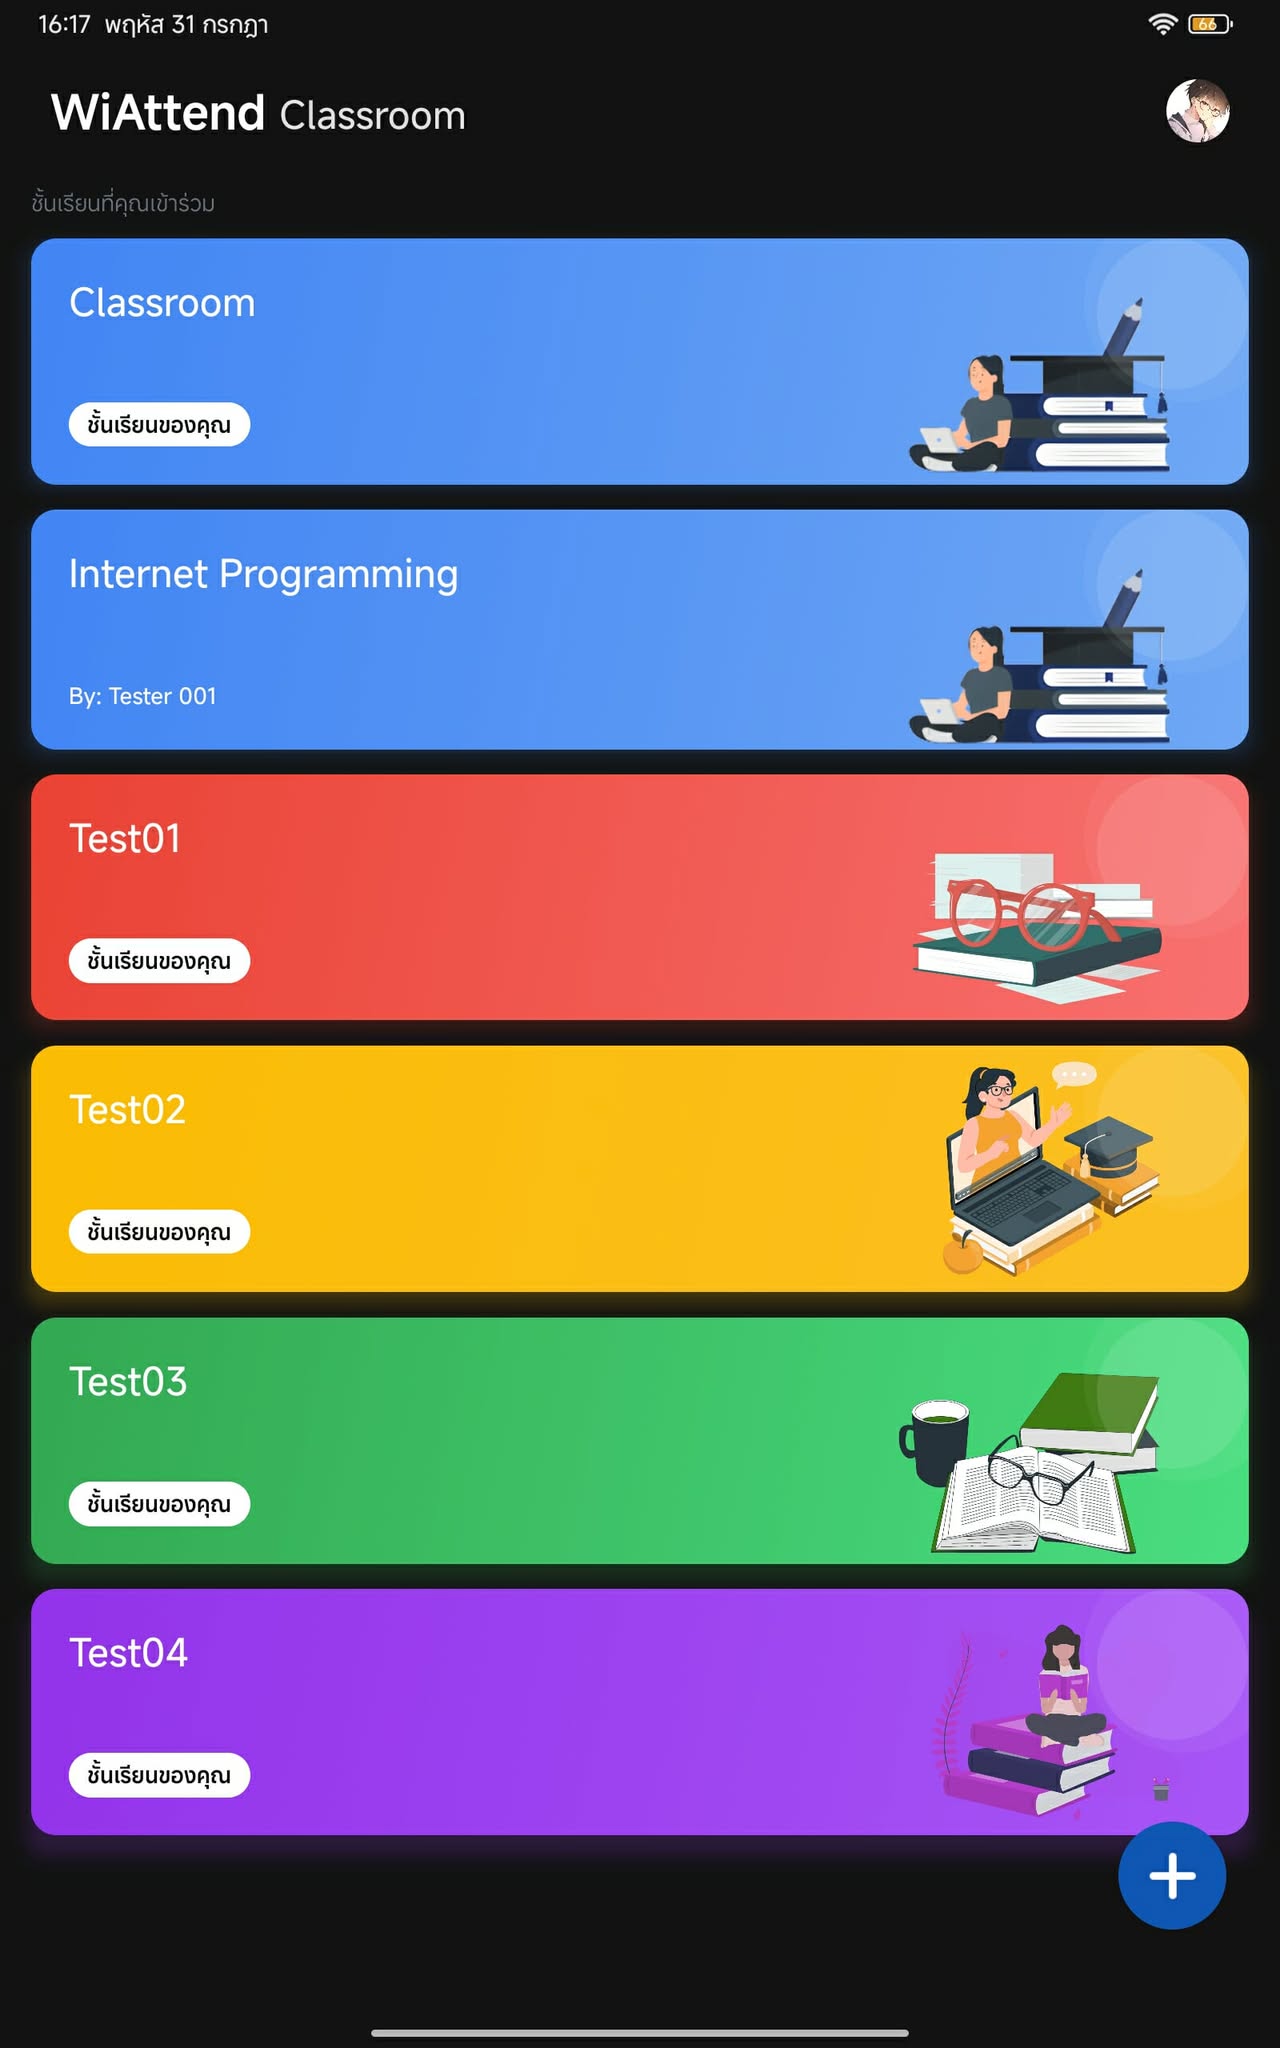 16:17 พฤหัส 31 กรกฎา
66
WiAttend Classroom
ชั้นเรียนที่คุณเข้าร่วม
Classroom
ชั้นเรียนของคุณ
Internet Programming
By: Tester 001
Test01
ชั้นเรียนของคุณ
Test02
ชั้นเรียนของคุณ
Test03
ชั้นเรียนของคุณ
Test04
ชั้นเรียนของคุณ